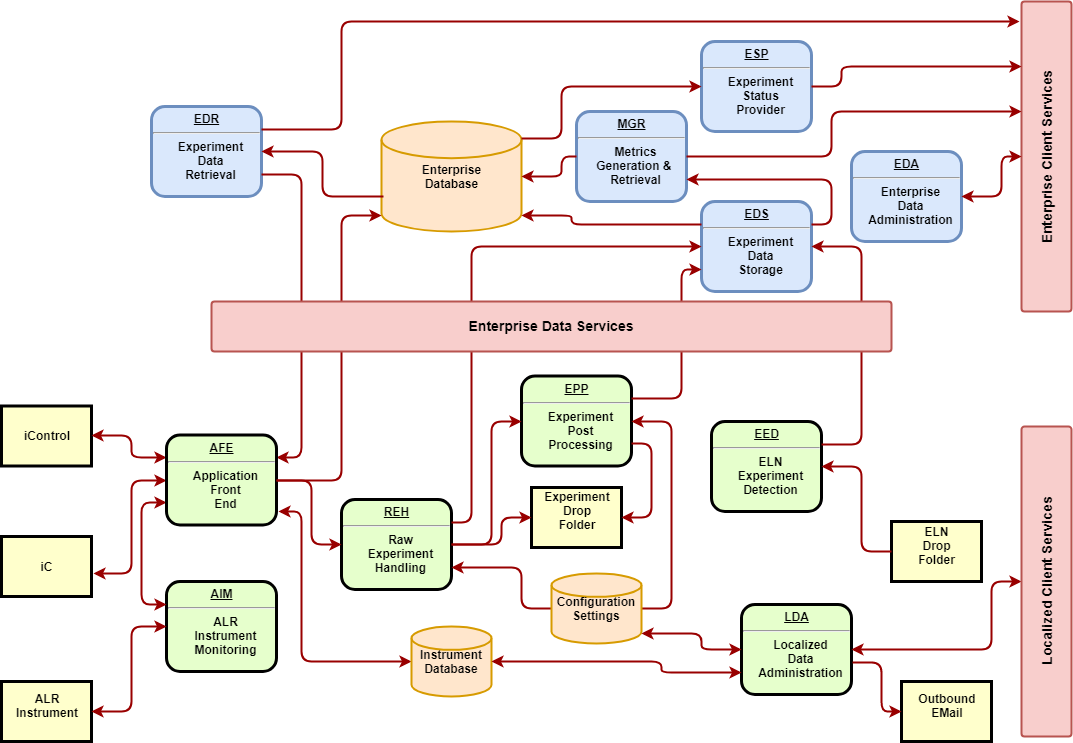 ESP
Experiment
Status
Provider
EDR
Experiment
Data
Retrieval
MGR
Metrics
Generation &
Retrieval
Enterprise
Database
EDA
Enterprise
Data
Administration
Enterprise Client Services
EDS
Experiment
Data
Storage
Enterprise Data Services
EPP
Experiment
Post
Processing
iControl
AFE
Application
Front
End
EED
ELN
Experiment
Detection
Experiment
Drop
Folder
REH
Raw
Experiment
Handling
ELN
Drop
Folder
iC
Localized Client Services
AIM
ALR
Instrument
Monitoring
Configuration
Settings
LDA
Localized
Data
Administration
Instrument
Database
ALR
Instrument
Outbound
EMail